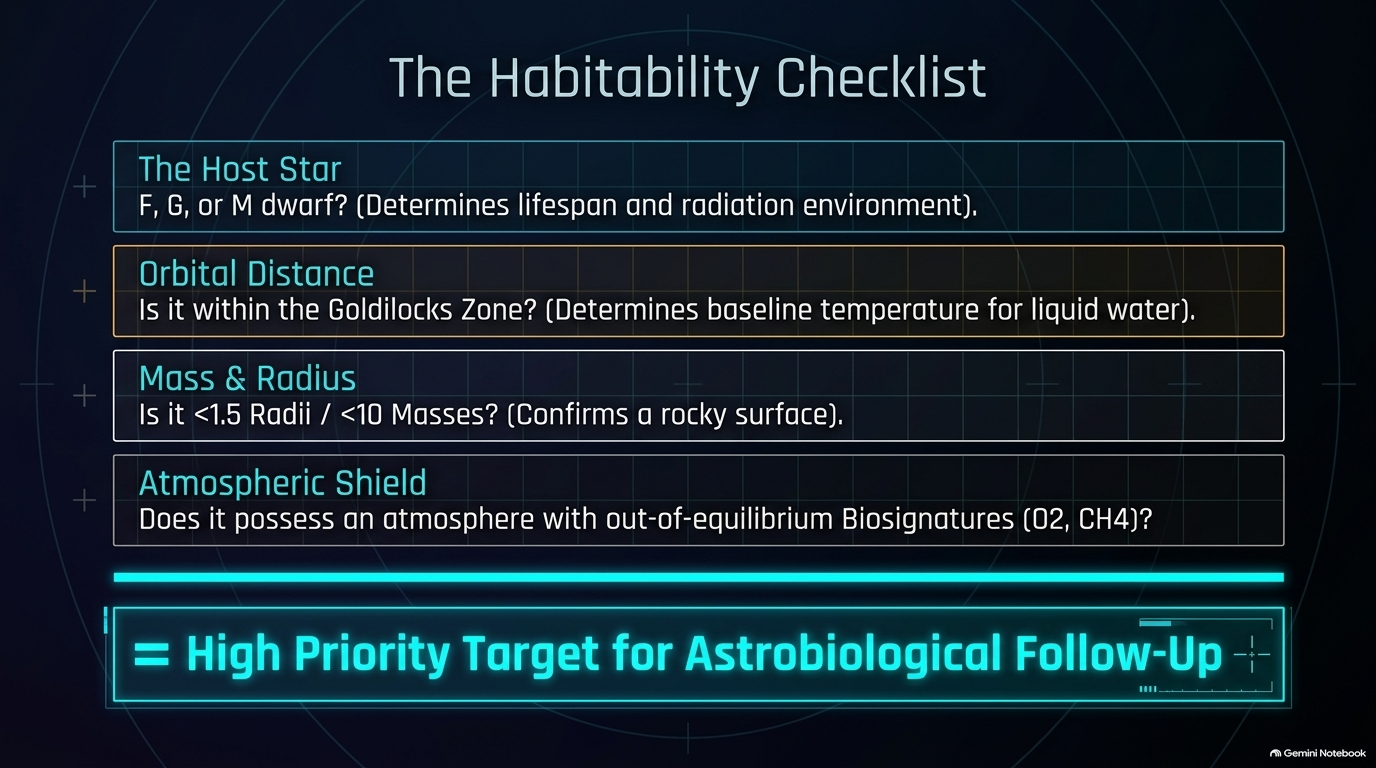 The Habitability Checklist
The Host Star
F, G, or M dwarf? (Determines lifespan and radiation environment).
Orbital Distance
Is it within the Goldilocks Zone? (Determines baseline temperature for liquid water).
Mass & Radius
Is it <1.5 Radii / <10 Masses? (Confirms a rocky surface).
Atmospheric Shield
Does it possess an atmosphere with out-of-equilibrium Biosignatures (O2, CH4)?
= High Priority Target for Astrobiological Follow-Up
Gemini Notebook